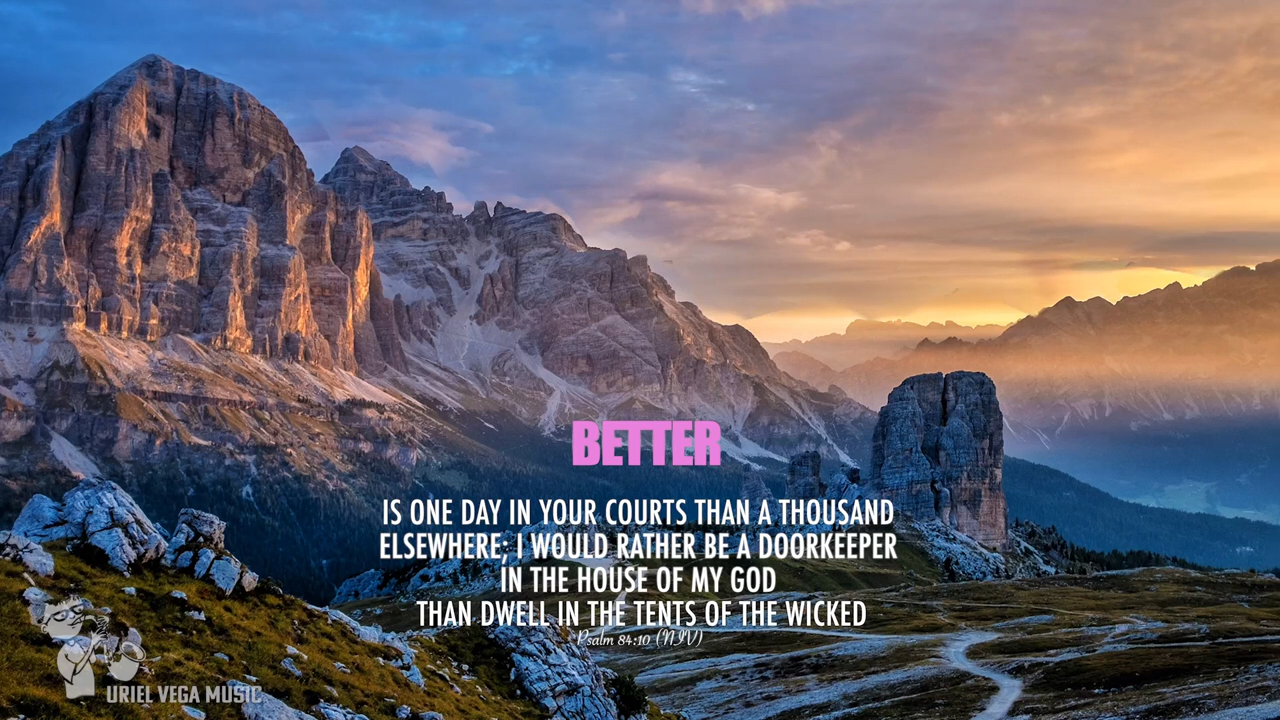 BETTER
IS ONE DAY IN YOUR COURTS THAN A THOUSAND
ELSEWHERE; I WOULD RATHER BE A DOORKEEPER
IN THE HOUSE OF MY GOD
THAN DWELL IN THE TENTS OF THE WICKED
Psalm 84:10 (NIV)
URIEL VEGA MUSIC